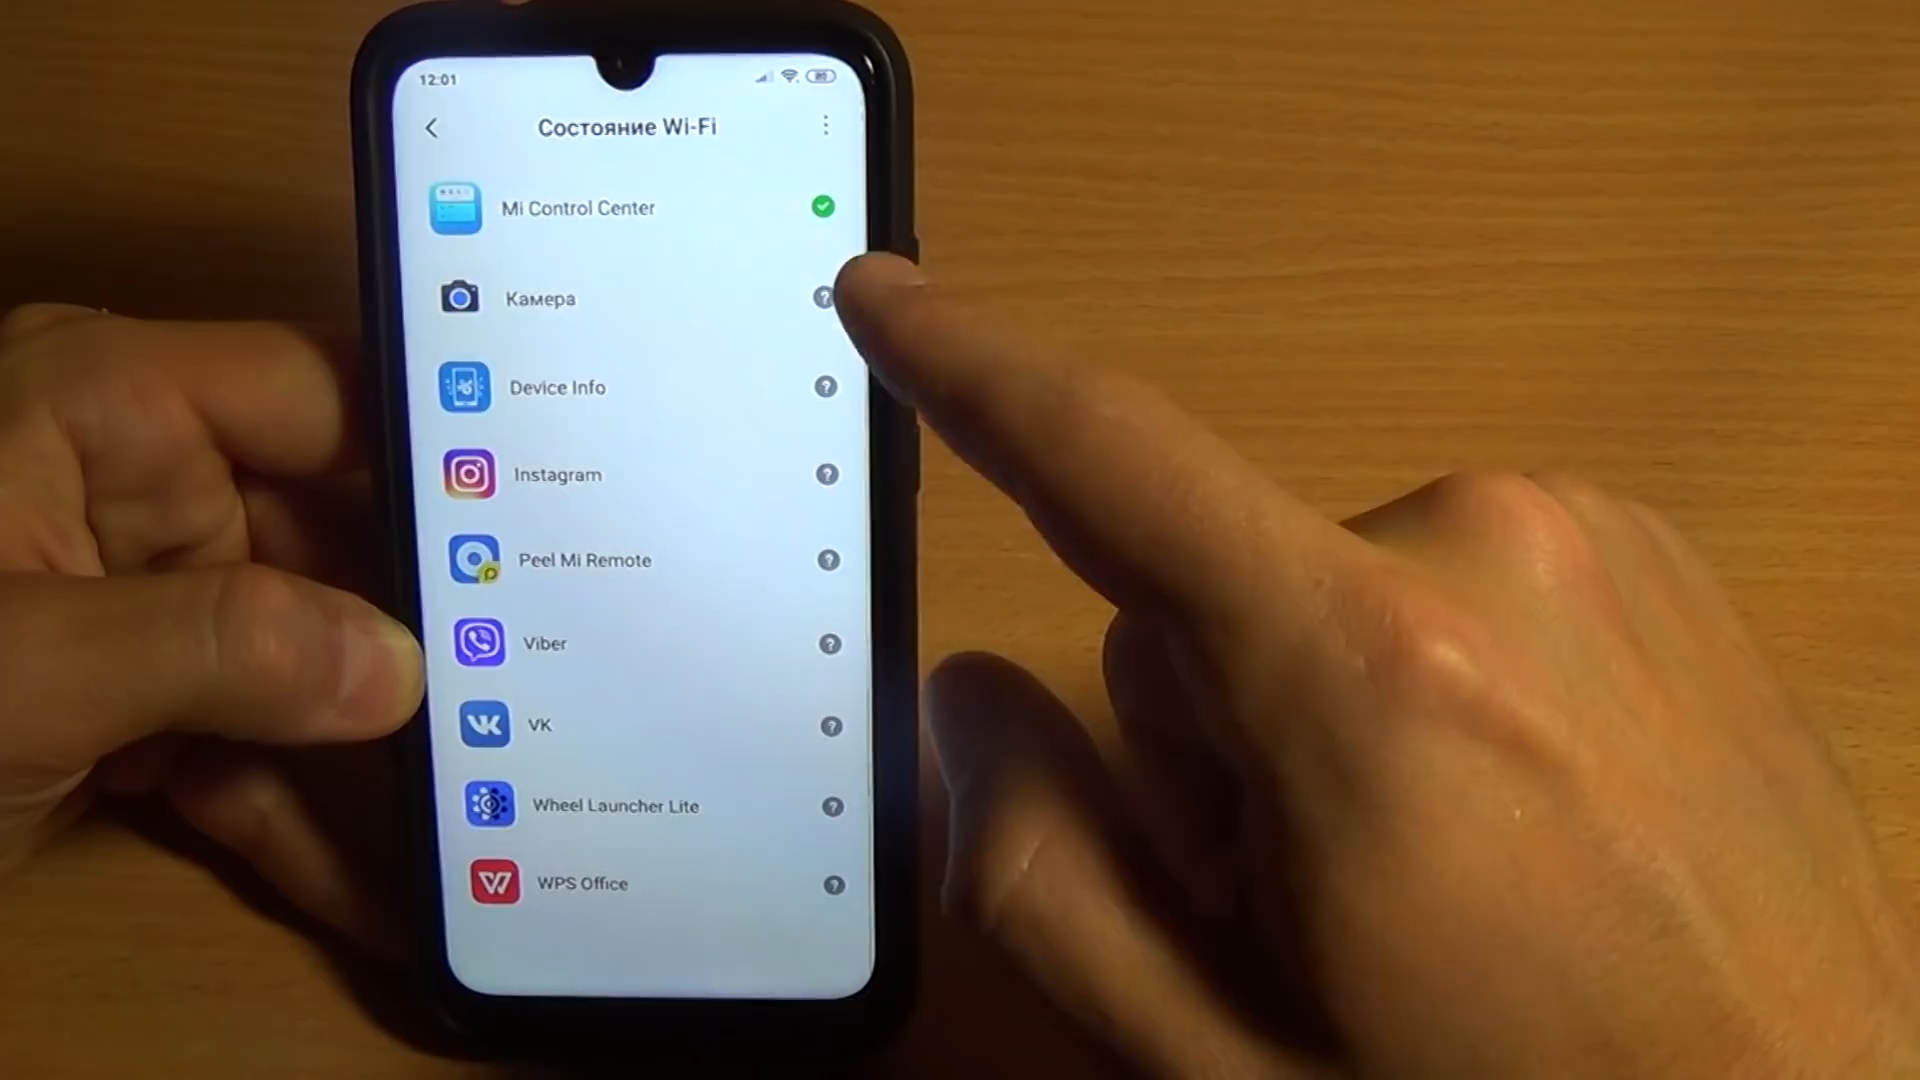 12:01
80
Состояние Wi-Fi
Mi Control Center
Камера
Device Info
Instagram
Peel Mi Remote
Viber
VK
Wheel Launcher Lite
WPS Office